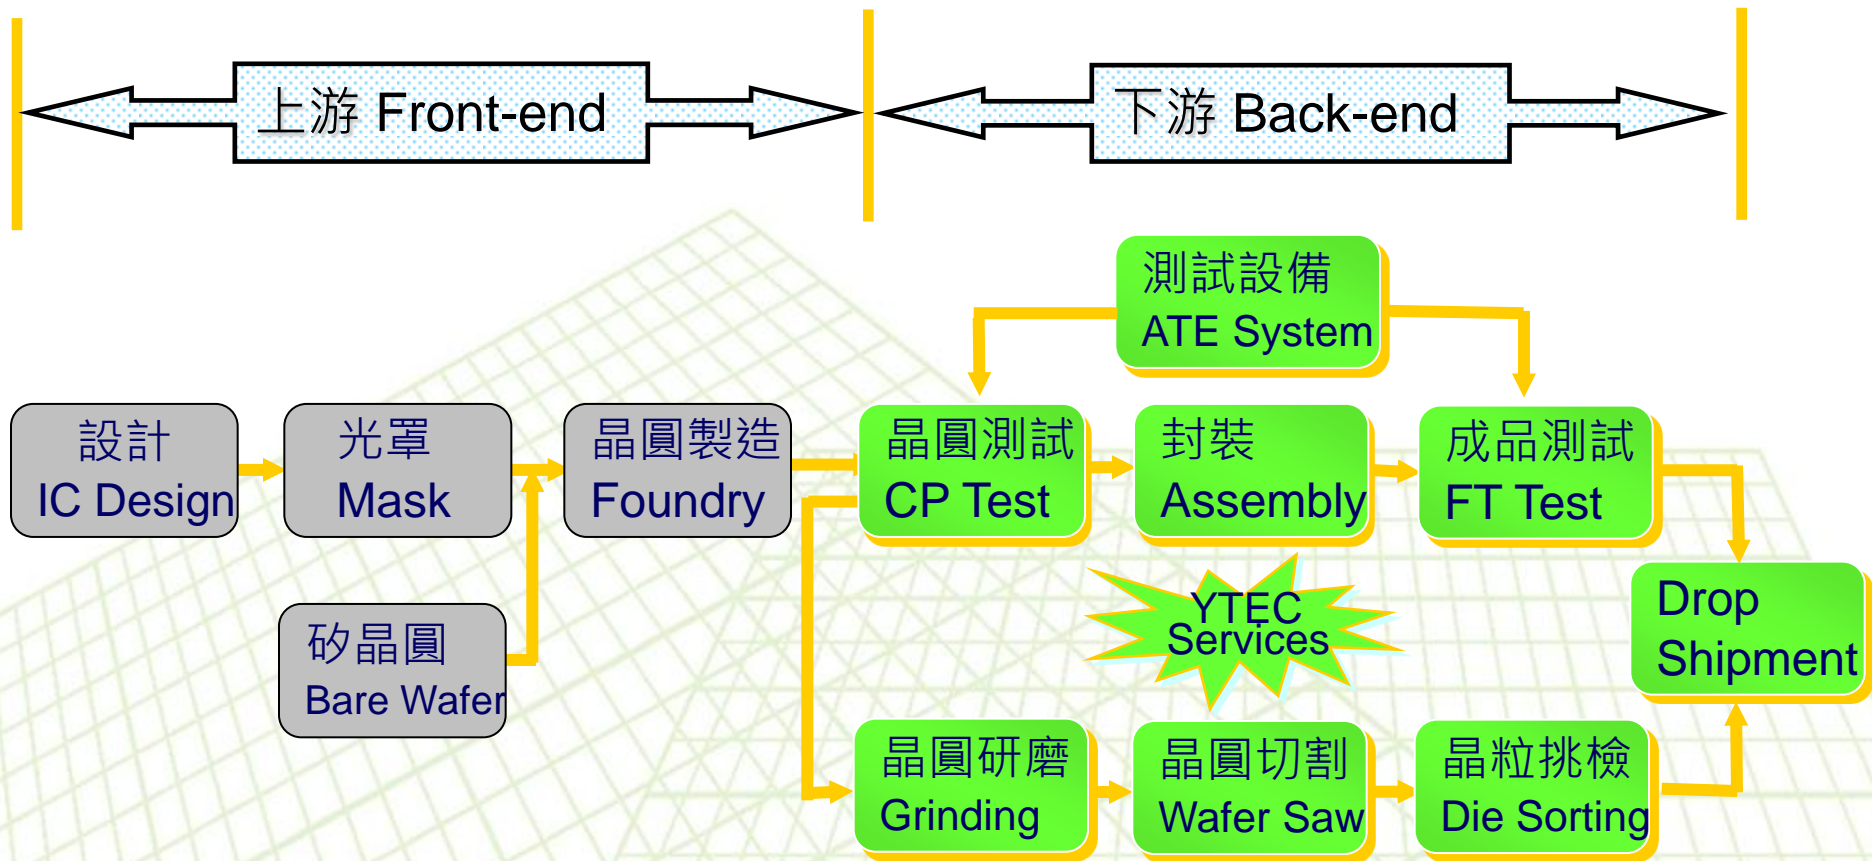 上游 Front-end
下游 Back-end
測試設備
ATE System
設計
IC Design
光罩
Mask
晶圓製造
Foundry
晶圓測試
CP Test
封裝
Assembly
成品測試
FT Test
矽晶圓
Bare Wafer
YTEC
Services
Drop
Shipment
晶圓研磨
Grinding
晶圓切割
Wafer Saw
晶粒挑檢
Die Sorting